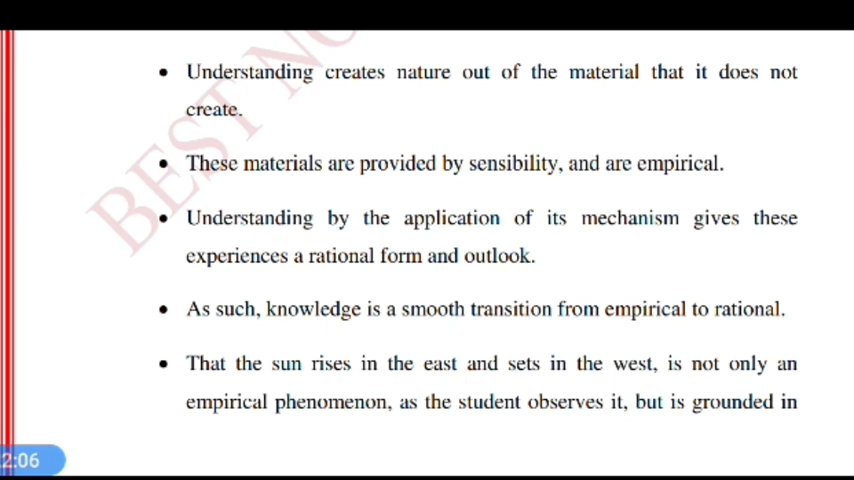 Understanding creates nature out of the material that it does not
create.
These materials are provided by sensibility, and are empirical.
Understanding by the application of its mechanism gives these
experiences a rational form and outlook.
As such, knowledge is a smooth transition from empirical to rational.
That the sun rises in the east and sets in the west, is not only an
empirical phenomenon, as the student observes it, but is grounded in
BEST
2:06